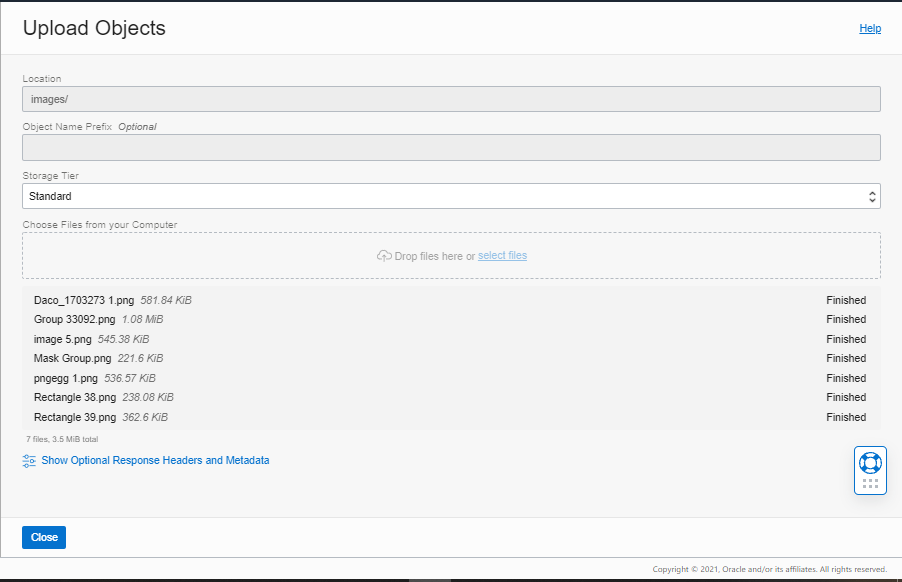 Upload Objects
Help
Location
images/
Object Name Prefix Optional
Storage Tier
Standard
Choose Files from your Computer
Drop files here or select files
Daco_1703273 1.png 581.84 KiB Finished
Group 33092.png 1.08 MiB Finished
image 5.png 545.38 KiB Finished
Mask Group.png 221.6 KiB Finished
pngegg 1.png 536.57 KiB Finished
Rectangle 38.png 238.08 KiB Finished
Rectangle 39.png 362.6 KiB Finished
7 files, 3.5 MiB total
Show Optional Response Headers and Metadata
Close
Copyright © 2021, Oracle and/or its affiliates. All rights reserved.